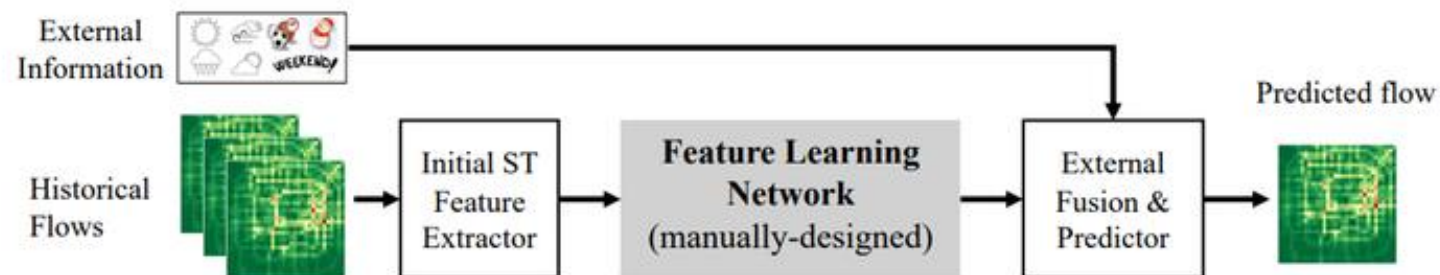 External
Information
WEEKEND!
Historical
Flows
Initial ST
Feature
Extractor
Feature Learning
Network
(manually-designed)
External
Fusion &
Predictor
Predicted flow